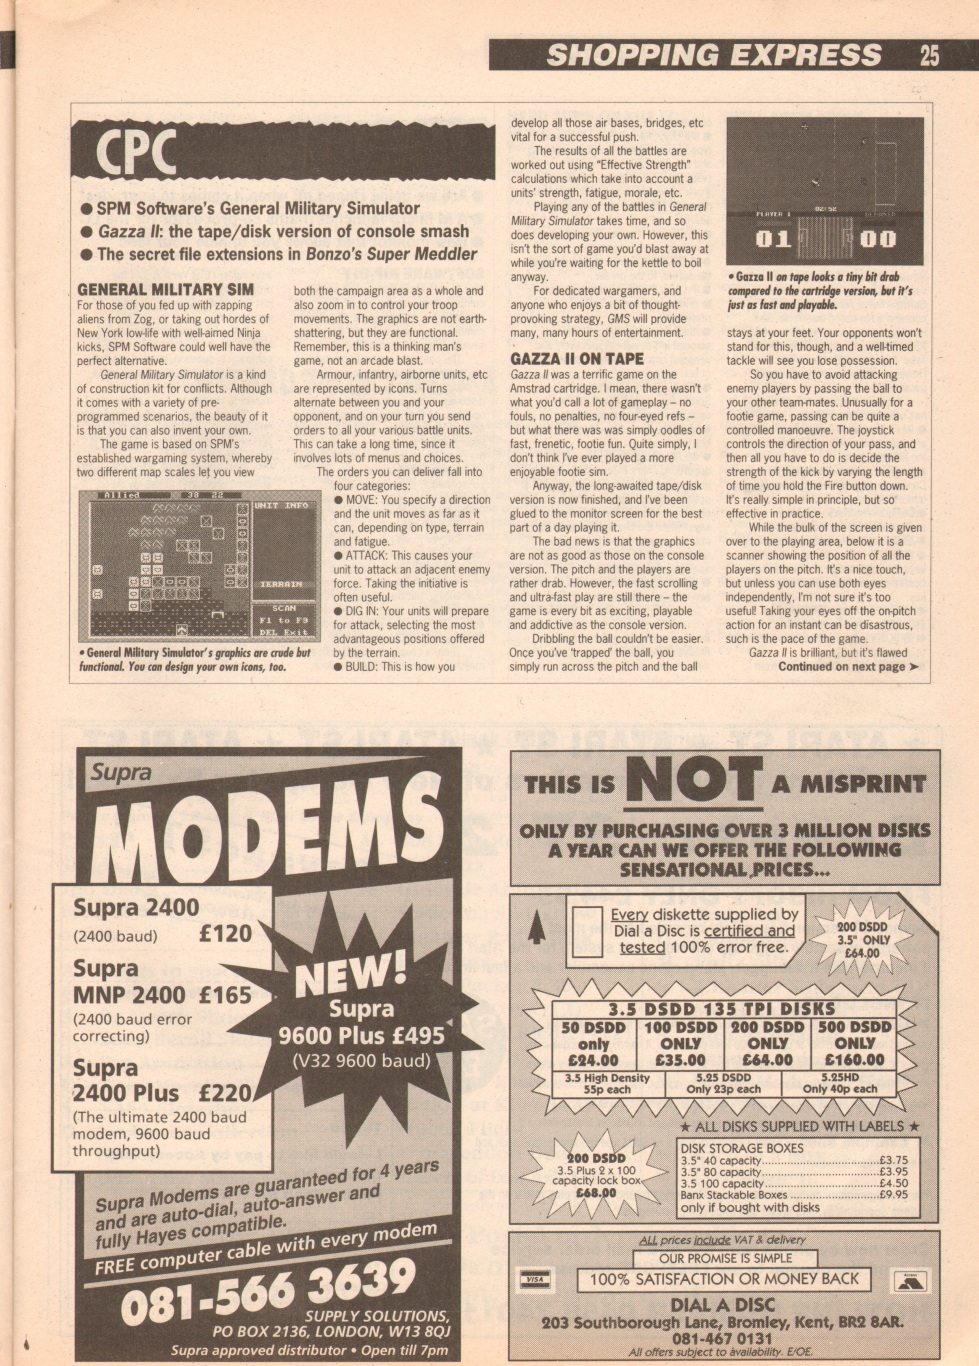 SHOPPING EXPRESS 25
CPC
● SPM Software's General Military Simulator
● Gazza II: the tape/disk version of console smash
● The secret file extensions in Bonzo's Super Meddler
GENERAL MILITARY SIM
For those of you fed up with zapping
aliens from Zog, or taking out hordes of
New York low-life with well-aimed Ninja
kicks, SPM Software could well have the
perfect alternative.
General Military Simulator is a kind
of construction kit for conflicts. Although
it comes with a variety of pre-
programmed scenarios, the beauty of it
is that you can also invent your own.
The game is based on SPM's
established wargaming system, whereby
two different map scales let you view
Allied 38 22
UNIT INFO
TERRAIN
SCAN
F1 to F9
DEL Exit
• General Military Simulator's graphics are crude but
functional. You can design your own icons, too.
both the campaign area as a whole and
also zoom in to control your troop
movements. The graphics are not earth-
shattering, but they are functional.
Remember, this is a thinking man's
game, not an arcade blast.
Armour, infantry, airborne units, etc
are represented by icons. Turns
alternate between you and your
opponent, and on your turn you send
orders to all your various battle units.
This can take a long time, since it
involves lots of menus and choices.
The orders you can deliver fall into
four categories:
● MOVE: You specify a direction
and the unit moves as far as it
can, depending on type, terrain
and fatigue.
● ATTACK: This causes your
unit to attack an adjacent enemy
force. Taking the initiative is
often useful.
● DIG IN: Your units will prepare
for attack, selecting the most
advantageous positions offered
by the terrain.
● BUILD: This is how you
develop all those air bases, bridges, etc
vital for a successful push.
The results of all the battles are
worked out using "Effective Strength"
calculations which take into account a
units' strength, fatigue, morale, etc.
Playing any of the battles in General
Military Simulator takes time, and so
does developing your own. However, this
isn't the sort of game you'd blast away at
while you're waiting for the kettle to boil
anyway.
For dedicated wargamers, and
anyone who enjoys a bit of thought-
provoking strategy, GMS will provide
many, many hours of entertainment.
GAZZA II ON TAPE
Gazza II was a terrific game on the
Amstrad cartridge. I mean, there wasn't
what you'd call a lot of gameplay – no
fouls, no penalties, no four-eyed refs –
but what there was was simply oodles of
fast, frenetic, footie fun. Quite simply, I
don't think I've ever played a more
enjoyable footie sim.
Anyway, the long-awaited tape/disk
version is now finished, and I've been
glued to the monitor screen for the best
part of a day playing it.
The bad news is that the graphics
are not as good as those on the console
version. The pitch and the players are
rather drab. However, the fast scrolling
and ultra-fast play are still there – the
game is every bit as exciting, playable
and addictive as the console version.
Dribbling the ball couldn't be easier.
Once you've 'trapped' the ball, you
simply run across the pitch and the ball
PLAYER 1 02:52
01 00
• Gazza II on tape looks a tiny bit drab
compared to the cartridge version, but it's
just as fast and playable.
stays at your feet. Your opponents won't
stand for this, though, and a well-timed
tackle will see you lose possession.
So you have to avoid attacking
enemy players by passing the ball to
your other team-mates. Unusually for a
footie game, passing can be quite a
controlled manoeuvre. The joystick
controls the direction of your pass, and
then all you have to do is decide the
strength of the kick by varying the length
of time you hold the Fire button down.
It's really simple in principle, but so
effective in practice.
While the bulk of the screen is given
over to the playing area, below it is a
scanner showing the position of all the
players on the pitch. It's a nice touch,
but unless you can use both eyes
independently, I'm not sure it's too
useful! Taking your eyes off the on-pitch
action for an instant can be disastrous,
such is the pace of the game.
Gazza II is brilliant, but it's flawed
Continued on next page ➤
Supra
MODEMS
Supra 2400
(2400 baud) £120
Supra
MNP 2400 £165
(2400 baud error
correcting)
Supra
2400 Plus £220
(The ultimate 2400 baud
modem, 9600 baud
throughput)
NEW!
Supra
9600 Plus £495
(V32 9600 baud)
Supra Modems are guaranteed for 4 years
and are auto-dial, auto-answer and
fully Hayes compatible.
FREE computer cable with every modem
081-566 3639
SUPPLY SOLUTIONS,
PO BOX 2136, LONDON, W13 8QJ
Supra approved distributor • Open till 7pm
THIS IS NOT A MISPRINT
ONLY BY PURCHASING OVER 3 MILLION DISKS
A YEAR CAN WE OFFER THE FOLLOWING
SENSATIONAL PRICES...
Every diskette supplied by
Dial a Disc is certified and
tested 100% error free.
200 DSDD
3.5" ONLY
£64.00
3.5 DSDD 135 TPI DISKS
50 DSDD 100 DSDD 200 DSDD 500 DSDD
only ONLY ONLY ONLY
£24.00 £35.00 £64.00 £160.00
3.5 High Density 5.25 DSDD 5.25HD
55p each Only 23p each Only 40p each
★ ALL DISKS SUPPLIED WITH LABELS ★
200 DSDD
3.5 Plus 2 x 100
capacity lock box
£68.00
DISK STORAGE BOXES
3.5" 40 capacity...£3.75
3.5" 80 capacity...£3.95
3.5 100 capacity...£4.50
Banx Stackable Boxes...£9.95
only if bought with disks
ALL prices include VAT & delivery
OUR PROMISE IS SIMPLE
VISA
100% SATISFACTION OR MONEY BACK
DIAL A DISC
203 Southborough Lane, Bromley, Kent, BR2 8AR.
081-467 0131
All offers subject to availability. E/OE.